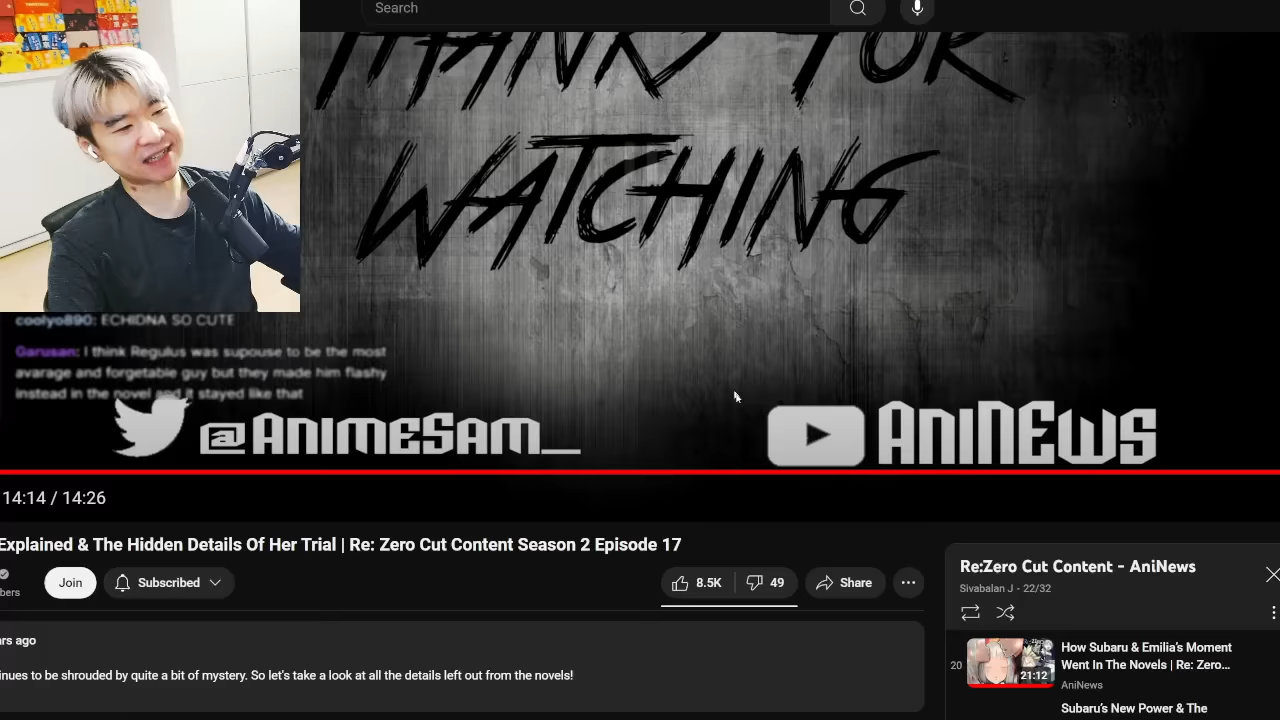 Search
THANKS FOR
WATCHING
coolyo890: ECHIDNA SO CUTE
Garusan: I think Regulus was supouse to be the most
avarage and forgetable guy but they made him flashy
instead in the novel and it stayed like that
@AnimeSam_
AniNews
14:14 / 14:26
Explained & The Hidden Details Of Her Trial | Re: Zero Cut Content Season 2 Episode 17
bers
Join
Subscribed
8.5K
49
Share
Re:Zero Cut Content - AniNews
Sivabalan J - 22/32
rs ago
nues to be shrouded by quite a bit of mystery. So let's take a look at all the details left out from the novels!
20
21:12
How Subaru & Emilia's Moment
Went In The Novels | Re: Zero...
AniNews
Subaru's New Power & The